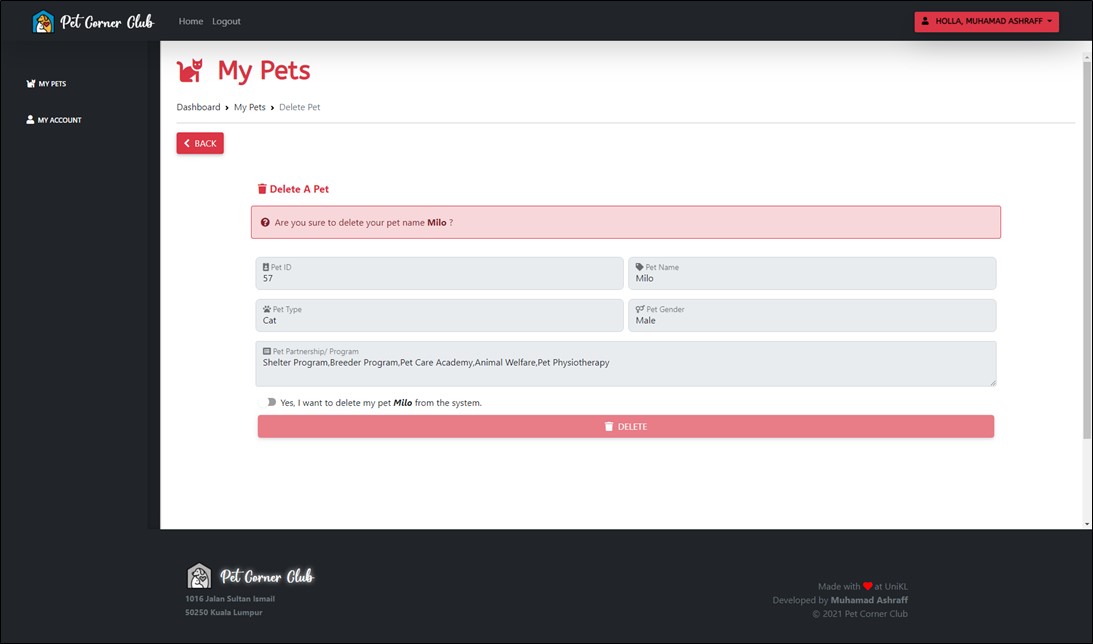 Pet Corner Club
Home Logout
HOLLA, MUHAMAD ASHRAFF
MY PETS
MY ACCOUNT
My Pets
Dashboard > My Pets > Delete Pet
BACK
Delete A Pet
Are you sure to delete your pet name Milo ?
Pet ID
57
Pet Name
Milo
Pet Type
Cat
Pet Gender
Male
Pet Partnership/ Program
Shelter Program,Breeder Program,Pet Care Academy,Animal Welfare,Pet Physiotherapy
Yes, I want to delete my pet Milo from the system.
DELETE
Pet Corner Club
1016 Jalan Sultan Ismail
50250 Kuala Lumpur
Made with ❤ at UniKL
Developed by Muhamad Ashraff
© 2021 Pet Corner Club